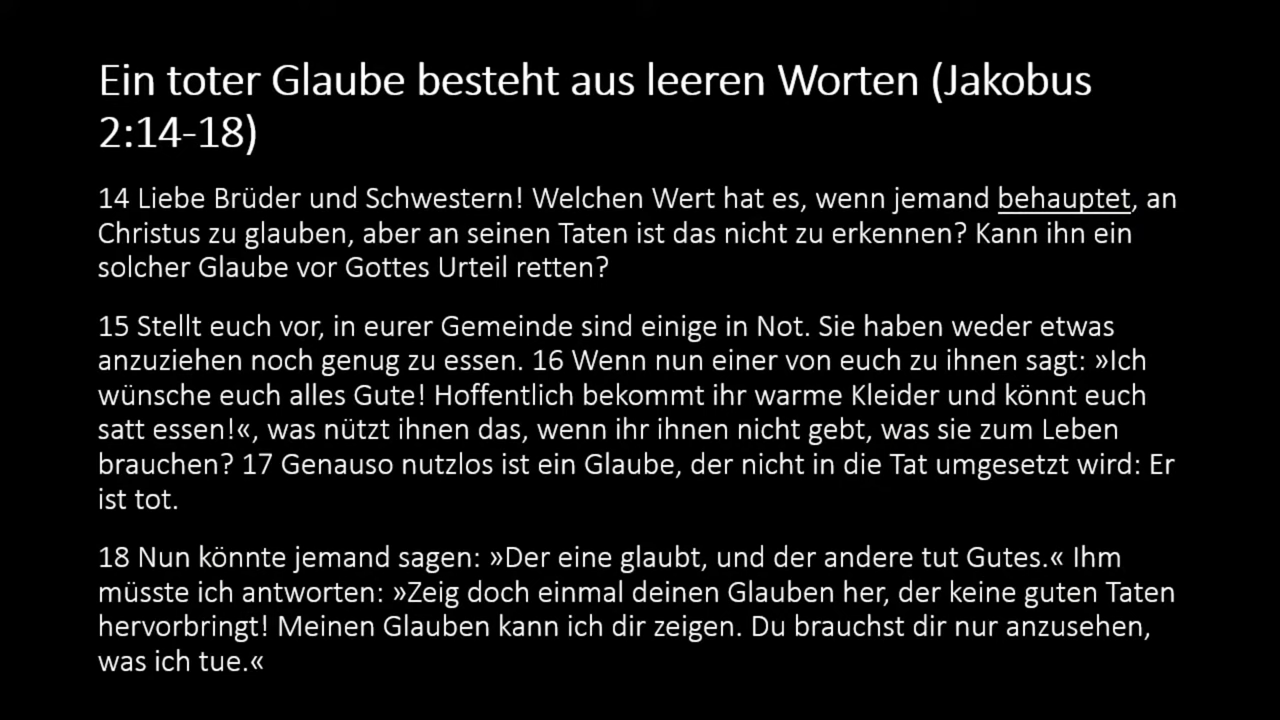 Ein toter Glaube besteht aus leeren Worten (Jakobus
2:14-18)
14 Liebe Brüder und Schwestern! Welchen Wert hat es, wenn jemand behauptet, an
Christus zu glauben, aber an seinen Taten ist das nicht zu erkennen? Kann ihn ein
solcher Glaube vor Gottes Urteil retten?
15 Stellt euch vor, in eurer Gemeinde sind einige in Not. Sie haben weder etwas
anzuziehen noch genug zu essen. 16 Wenn nun einer von euch zu ihnen sagt: »Ich
wünsche euch alles Gute! Hoffentlich bekommt ihr warme Kleider und könnt euch
satt essen!«, was nützt ihnen das, wenn ihr ihnen nicht gebt, was sie zum Leben
brauchen? 17 Genauso nutzlos ist ein Glaube, der nicht in die Tat umgesetzt wird: Er
ist tot.
18 Nun könnte jemand sagen: »Der eine glaubt, und der andere tut Gutes.« Ihm
müsste ich antworten: »Zeig doch einmal deinen Glauben her, der keine guten Taten
hervorbringt! Meinen Glauben kann ich dir zeigen. Du brauchst dir nur anzusehen,
was ich tue.«